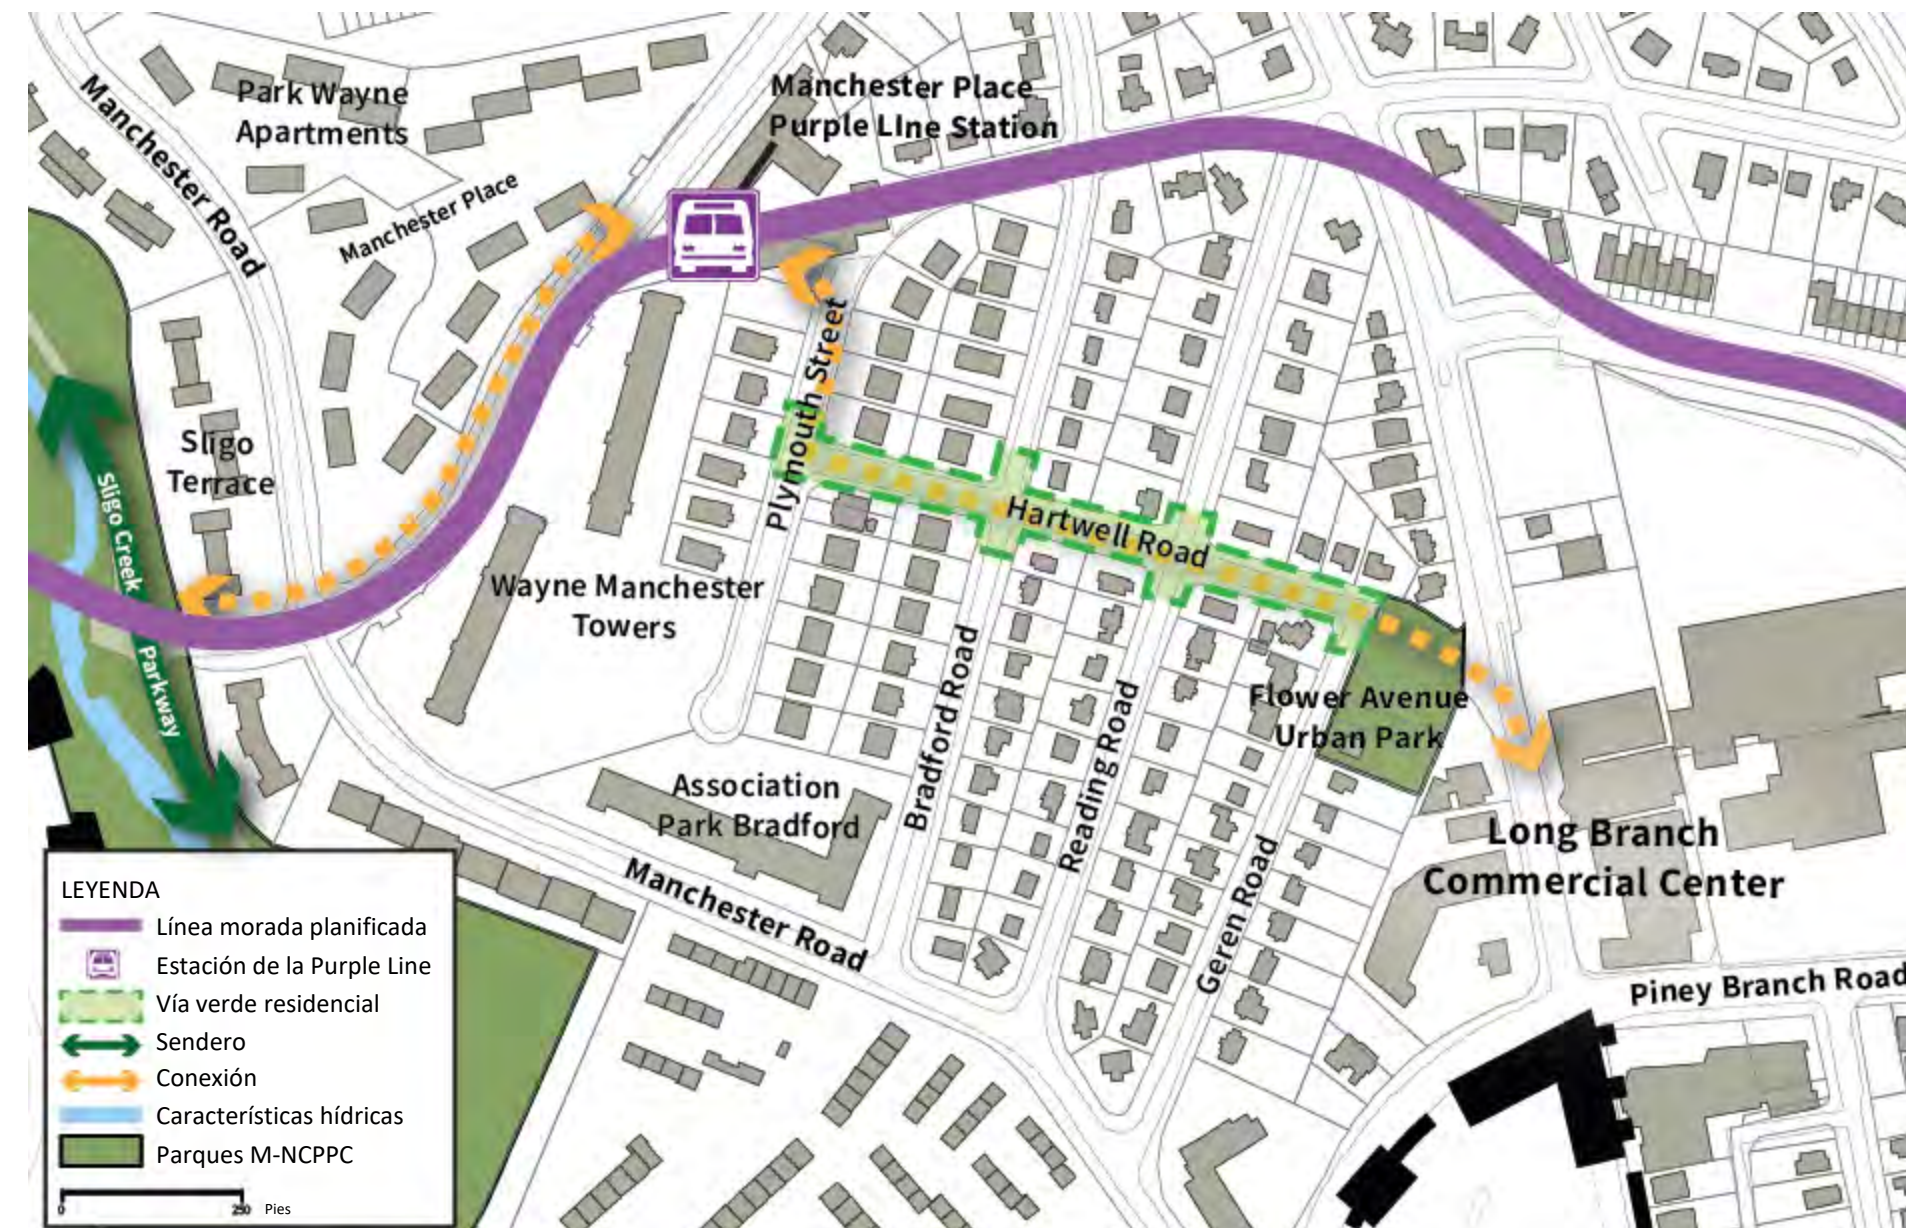 Manchester Place
Purple LIne Station
Park Wayne
Apartments
Manchester Road
Manchester Place
Plymouth Street
Sligo
Terrace
Sligo Creek
Parkway
Hartwell Road
Wayne Manchester
Towers
Bradford Road
Reading Road
Geren Road
Flower Avenue
Urban Park
Association
Park Bradford
Manchester Road
Long Branch
Commercial Center
Piney Branch Road
LEYENDA
Línea morada planificada
Estación de la Purple Line
Vía verde residencial
Sendero
Conexión
Características hídricas
Parques M-NCPPC
0 250 Pies